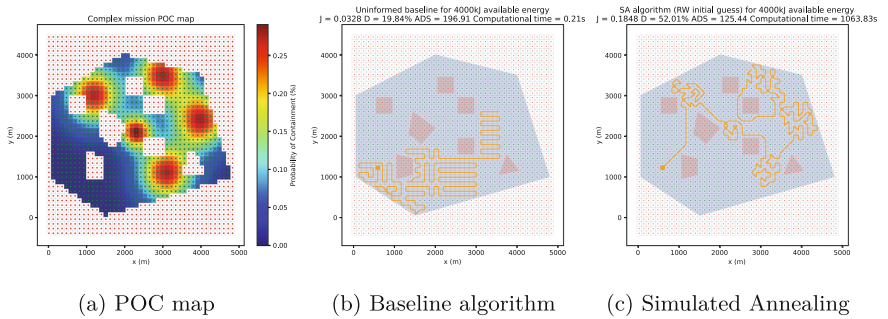 Complex mission POC map
4000
3000
2000
1000
0
y (m)
0 1000 2000 3000 4000 5000
x (m)
0.25
0.20
0.15
0.10
0.05
0.00
Probability of Containment (%)
(a) POC map
Uninformed baseline for 4000kJ available energy
J = 0.0328 D = 19.84% ADS = 196.91 Computational time = 0.21s
4000
3000
2000
1000
0
y (m)
0 1000 2000 3000 4000 5000
x (m)
(b) Baseline algorithm
SA algorithm (RW initial guess) for 4000kJ available energy
J = 0.1848 D = 52.01% ADS = 125.44 Computational time = 1063.83s
4000
3000
2000
1000
0
y (m)
0 1000 2000 3000 4000 5000
x (m)
(c) Simulated Annealing